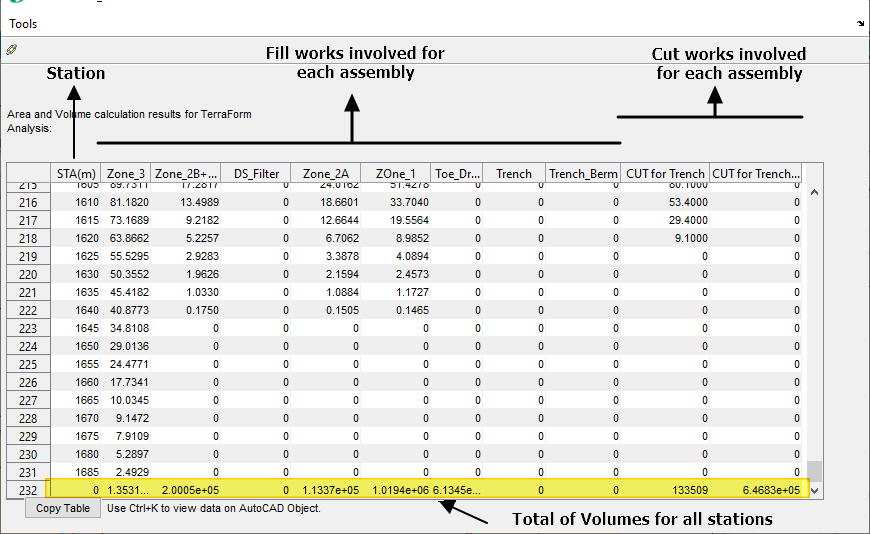 Tools
Fill works involved for
each assembly
Cut works involved
for each assembly
Station
Area and Volume calculation results for TerraForm
Analysis:
STA(m) Zone_3 Zone_2B+... DS_Filter Zone_2A ZOne_1 Toe_Dr... Trench Trench_Berm CUT for Trench CUT for Trench...
215 1605 89.7311 17.2817 0 24.0162 51.4278 0 0 0 80.1000 0
216 1610 81.1820 13.4989 0 18.6601 33.7040 0 0 0 53.4000 0
217 1615 73.1689 9.2182 0 12.6644 19.5564 0 0 0 29.4000 0
218 1620 63.8662 5.2257 0 6.7062 8.9852 0 0 0 9.1000 0
219 1625 55.5295 2.9283 0 3.3878 4.0894 0 0 0 0 0
220 1630 50.3552 1.9626 0 2.1594 2.4573 0 0 0 0 0
221 1635 45.4182 1.0330 0 1.0884 1.1727 0 0 0 0 0
222 1640 40.8773 0.1750 0 0.1505 0.1465 0 0 0 0 0
223 1645 34.8108 0 0 0 0 0 0 0 0 0
224 1650 29.0136 0 0 0 0 0 0 0 0 0
225 1655 24.4771 0 0 0 0 0 0 0 0 0
226 1660 17.7341 0 0 0 0 0 0 0 0 0
227 1665 10.0345 0 0 0 0 0 0 0 0 0
228 1670 9.1472 0 0 0 0 0 0 0 0 0
229 1675 7.9109 0 0 0 0 0 0 0 0 0
230 1680 5.2897 0 0 0 0 0 0 0 0 0
231 1685 2.4929 0 0 0 0 0 0 0 0 0
232 0 1.3531... 2.0005e+05 0 1.1337e+05 1.0194e+06 6.1345e... 0 0 133509 6.4683e+05
Copy Table Use Ctrl+K to view data on AutoCAD Object.
Total of Volumes for all stations